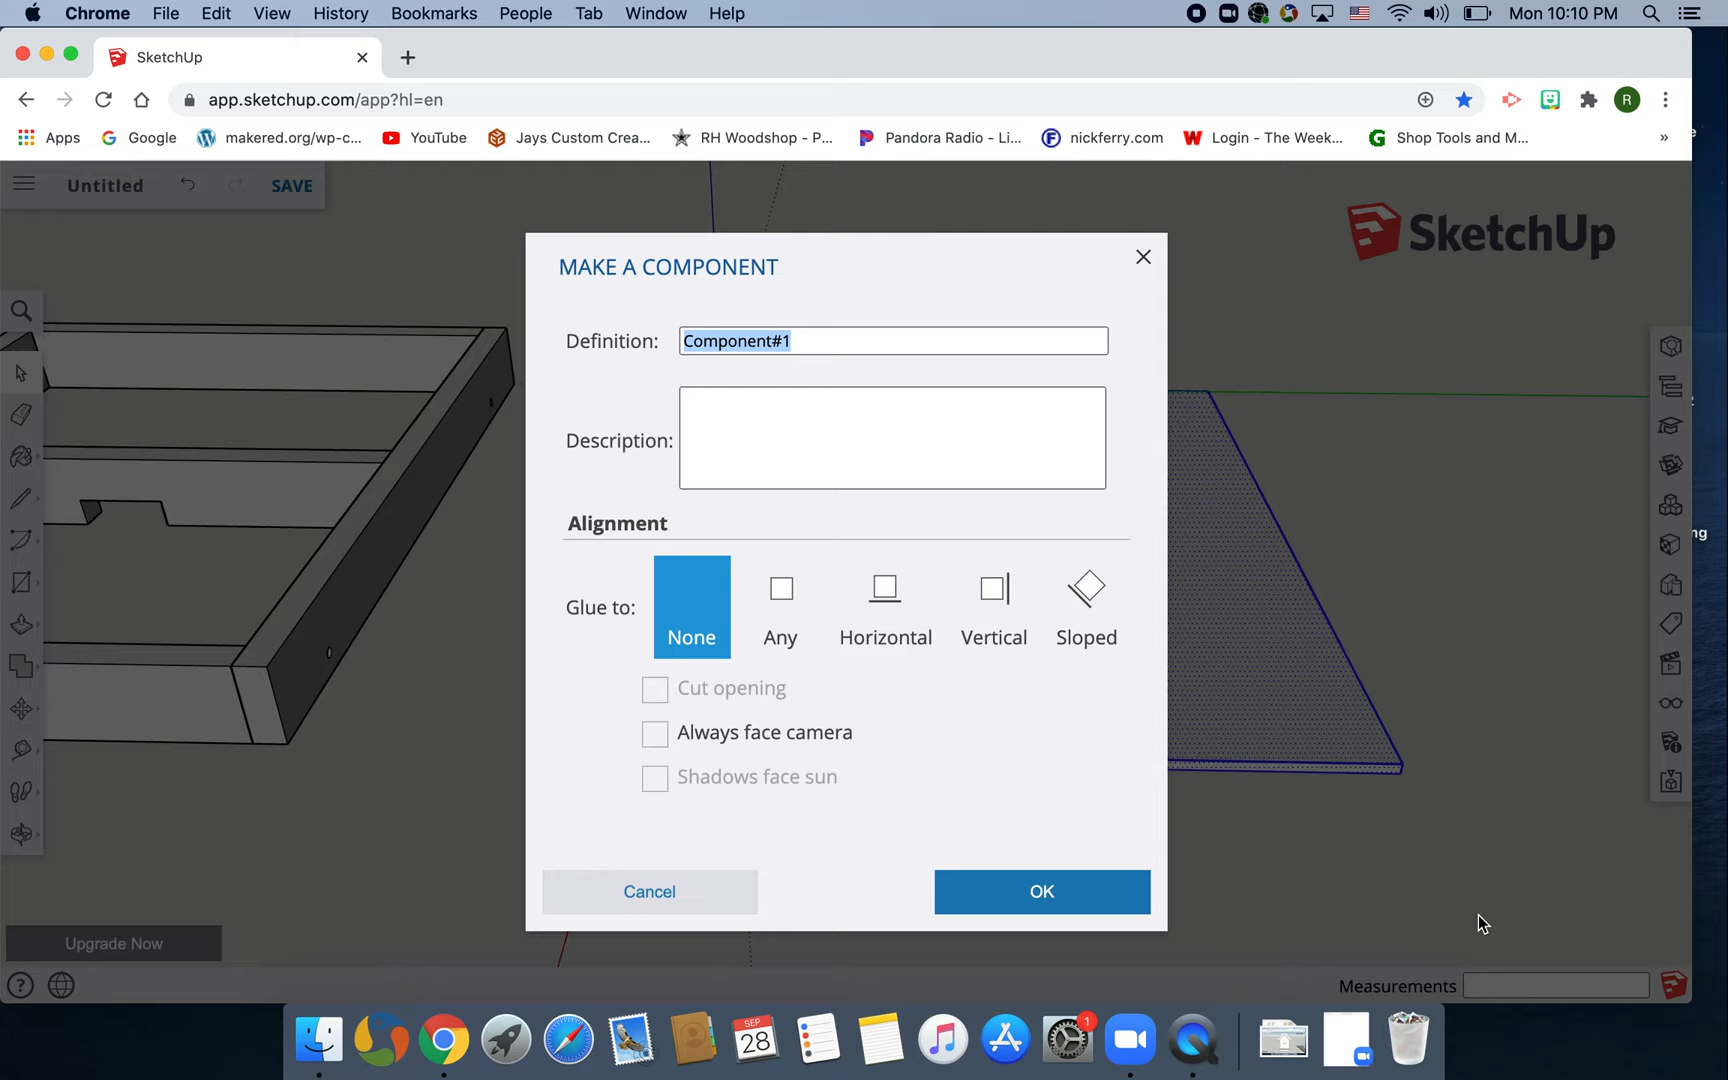 Chrome File Edit View History Bookmarks People Tab Window Help Mon 10:10 PM
SketchUp
app.sketchup.com/app?hl=en R
Apps Google makered.org/wp-c... YouTube Jays Custom Crea... RH Woodshop - P... Pandora Radio - Li... nickferry.com Login - The Week... Shop Tools and M... »
Untitled SAVE
SketchUp
MAKE A COMPONENT
Definition: Component#1
Description:
Alignment
Glue to: None Any Horizontal Vertical Sloped
Cut opening
Always face camera
Shadows face sun
Cancel OK
ng
Upgrade Now
Measurements
SEP
28
1